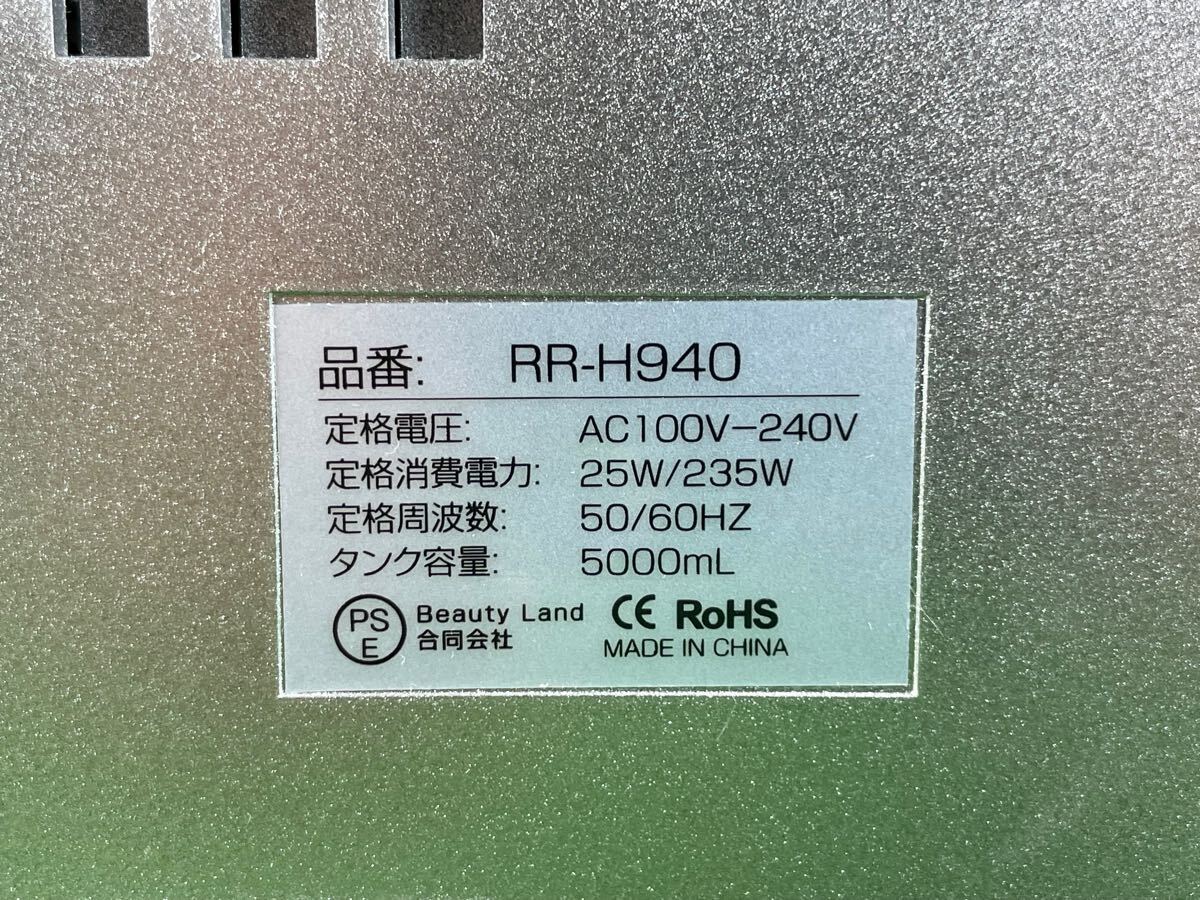 品番: RR-H940
定格電圧: AC100V-240V
定格消費電力: 25W/235W
定格周波数: 50/60HZ
タンク容量: 5000mL
PS
E
Beauty Land
合同会社
CE RoHS
MADE IN CHINA